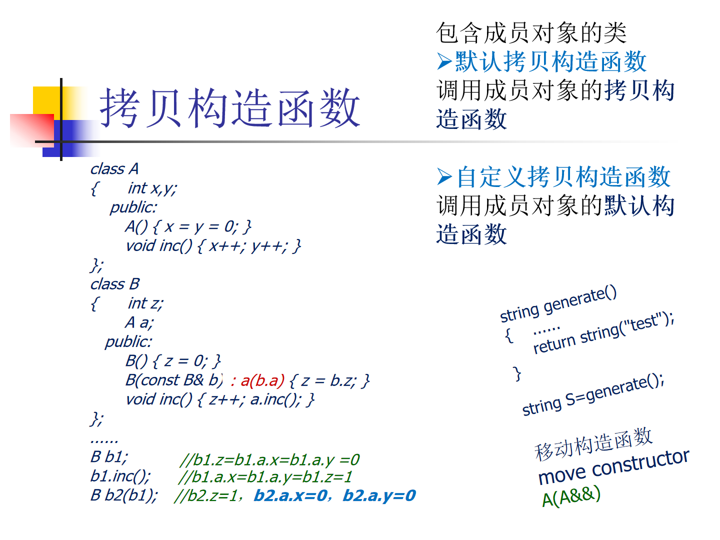 拷贝构造函数
class A
{ int x,y;
public:
A() { x = y = 0; }
void inc() { x++; y++; }
};
class B
{ int z;
A a;
public:
B() { z = 0; }
B(const B& b) : a(b.a) { z = b.z; }
void inc() { z++; a.inc(); }
};
......
B b1; //b1.z=b1.a.x=b1.a.y =0
b1.inc(); //b1.a.x=b1.a.y=b1.z=1
B b2(b1); //b2.z=1，b2.a.x=0，b2.a.y=0
包含成员对象的类
➢默认拷贝构造函数
调用成员对象的拷贝构
造函数
➢自定义拷贝构造函数
调用成员对象的默认构
造函数
string generate()
{ ......
return string("test");
}
string S=generate();
移动构造函数
move constructor
A(A&&)